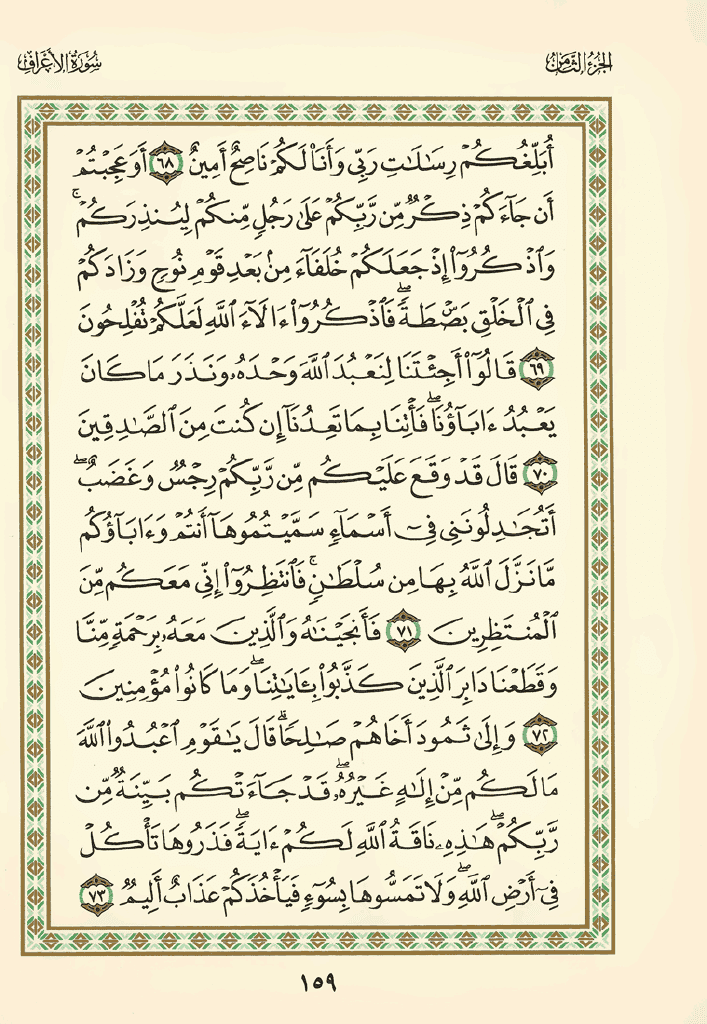 الجزء الثامن
سورة الأعراف
أُبَلِّغُكُمْ رِسَٰلَٰتِ رَبِّى وَأَنَا۠ لَكُمْ نَاصِحٌ أَمِينٌ ٦٨ أَوَعَجِبْتُمْ
أَن جَآءَكُمْ ذِكْرٌ مِّن رَّبِّكُمْ عَلَىٰ رَجُلٍ مِّنكُمْ لِيُنذِرَكُمْ ۚ
وَٱذْكُرُوٓا۟ إِذْ جَعَلَكُمْ خُلَفَآءَ مِنۢ بَعْدِ قَوْمِ نُوحٍ وَزَادَكُمْ
فِى ٱلْخَلْقِ بَصْۜطَةً ۖ فَٱذْكُرُوٓا۟ ءَالَآءَ ٱللَّهِ لَعَلَّكُمْ تُفْلِحُونَ
٦٩ قَالُوٓا۟ أَجِئْتَنَا لِنَعْبُدَ ٱللَّهَ وَحْدَهُۥ وَنَذَرَ مَا كَانَ
يَعْبُدُ ءَابَآؤُنَا ۖ فَأْتِنَا بِمَا تَعِدُنَآ إِن كُنتَ مِنَ ٱلصَّٰدِقِينَ
٧٠ قَالَ قَدْ وَقَعَ عَلَيْكُم مِّن رَّبِّكُمْ رِجْسٌ وَغَضَبٌ ۖ
أَتُجَٰدِلُونَنِى فِىٓ أَسْمَآءٍ سَمَّيْتُمُوهَآ أَنتُمْ وَءَابَآؤُكُم
مَّا نَزَّلَ ٱللَّهُ بِهَا مِن سُلْطَٰنٍ ۚ فَٱنتَظِرُوٓا۟ إِنِّى مَعَكُم مِّنَ
ٱلْمُنتَظِرِينَ ٧١ فَأَنجَيْنَٰهُ وَٱلَّذِينَ مَعَهُۥ بِرَحْمَةٍ مِّنَّا
وَقَطَعْنَا دَابِرَ ٱلَّذِينَ كَذَّبُوا۟ بِـَٔايَٰتِنَا ۖ وَمَا كَانُوا۟ مُؤْمِنِينَ
٧٢ وَإِلَىٰ ثَمُودَ أَخَاهُمْ صَٰلِحًا ۗ قَالَ يَٰقَوْمِ ٱعْبُدُوا۟ ٱللَّهَ
مَا لَكُم مِّنْ إِلَٰهٍ غَيْرُهُۥ ۖ قَدْ جَآءَتْكُم بَيِّنَةٌ مِّن
رَّبِّكُمْ ۖ هَٰذِهِۦ نَاقَةُ ٱللَّهِ لَكُمْ ءَايَةً ۖ فَذَرُوهَا تَأْكُلْ
فِىٓ أَرْضِ ٱللَّهِ ۖ وَلَا تَمَسُّوهَا بِسُوٓءٍ فَيَأْخُذَكُمْ عَذَابٌ أَلِيمٌ ٧٣
١٥٩